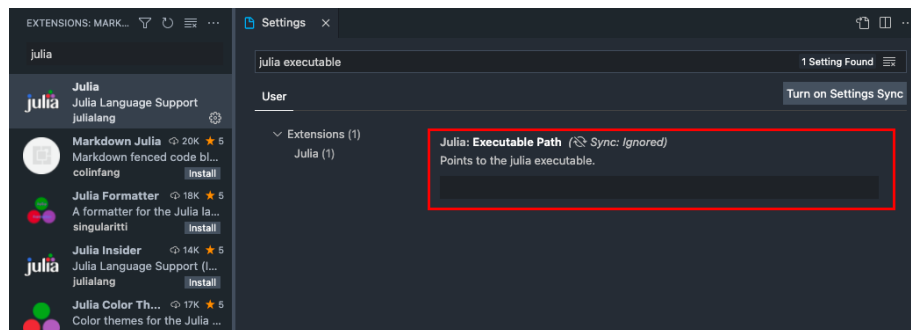 EXTENSIONS: MARK...
julia
Julia
Julia Language Support
julialang
Markdown Julia 20K ★ 5
Markdown fenced code bl...
colinfang Install
Julia Formatter 18K ★ 5
A formatter for the Julia la...
singularitti Install
Julia Insider 14K ★ 5
Julia Language Support (I...
julialang Install
Julia Color Th... 17K ★ 5
Color themes for the Julia ...
Settings
julia executable 1 Setting Found
User Turn on Settings Sync
Extensions (1)
Julia (1)
Julia: Executable Path (Sync: Ignored)
Points to the julia executable.
julia
julia